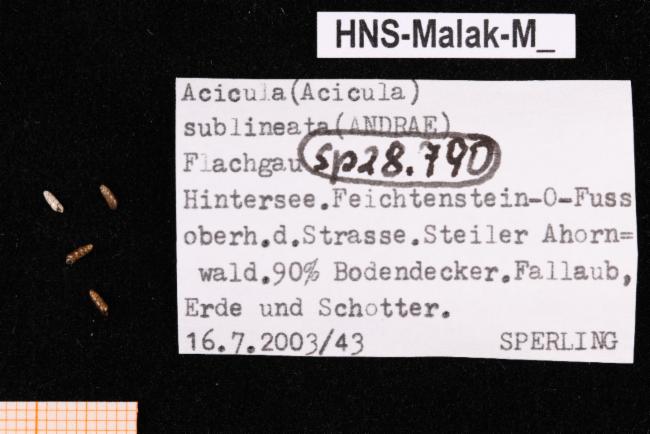 HNS-Malak-M_
Acicula(Acicula)
sublineata(ANDRAE)
Flachgau sp28.790
Hintersee.Feichtenstein-O-Fuss
oberh.d.Strasse.Steiler Ahorn=
wald.90% Bodendecker.Fallaub,
Erde und Schotter.
16.7.2003/43 SPERLING